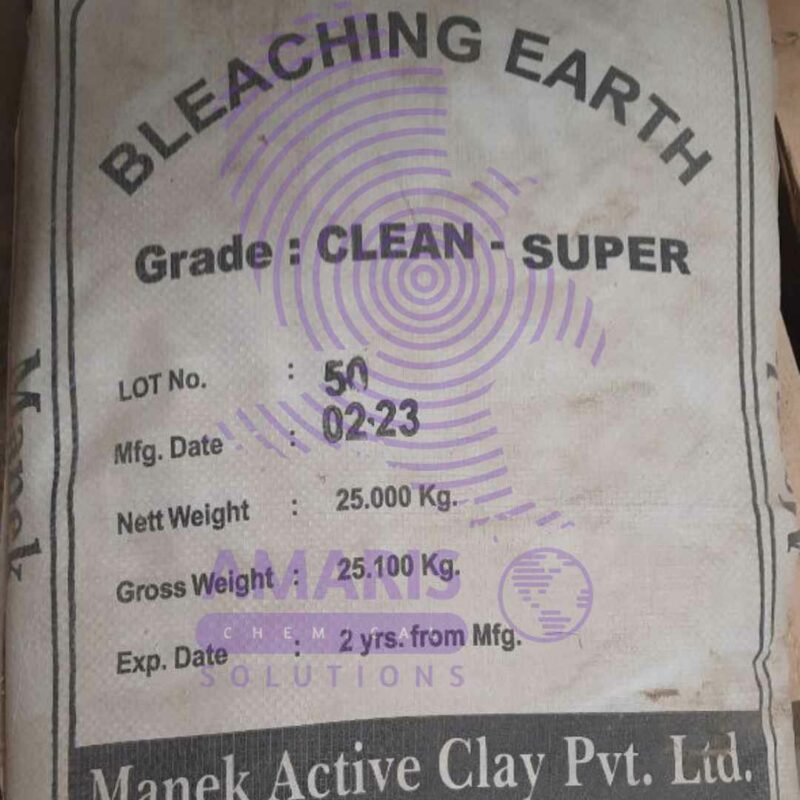 BLEACHING EARTH
Grade : CLEAN - SUPER
LOT No. : 50
Mfg. Date : 02·23
Nett Weight : 25.000 Kg.
Gross Weight : 25.100 Kg.
Exp. Date : 2 yrs. from Mfg.
AMARIS
CHEMICAL
SOLUTIONS
Manek Active Clay Pvt. Ltd.
Manek